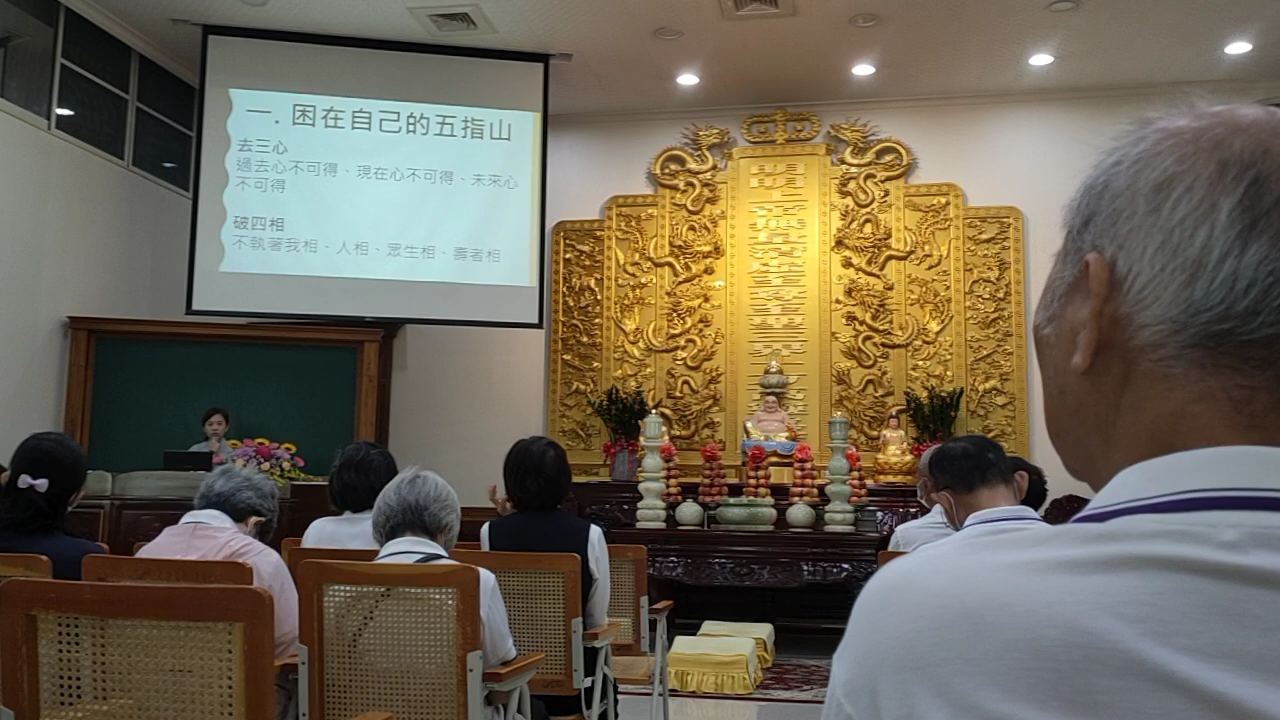 一. 困在自己的五指山
去三心
過去心不可得、現在心不可得、未來心
不可得
破四相
不執著我相、人相、眾生相、壽者相